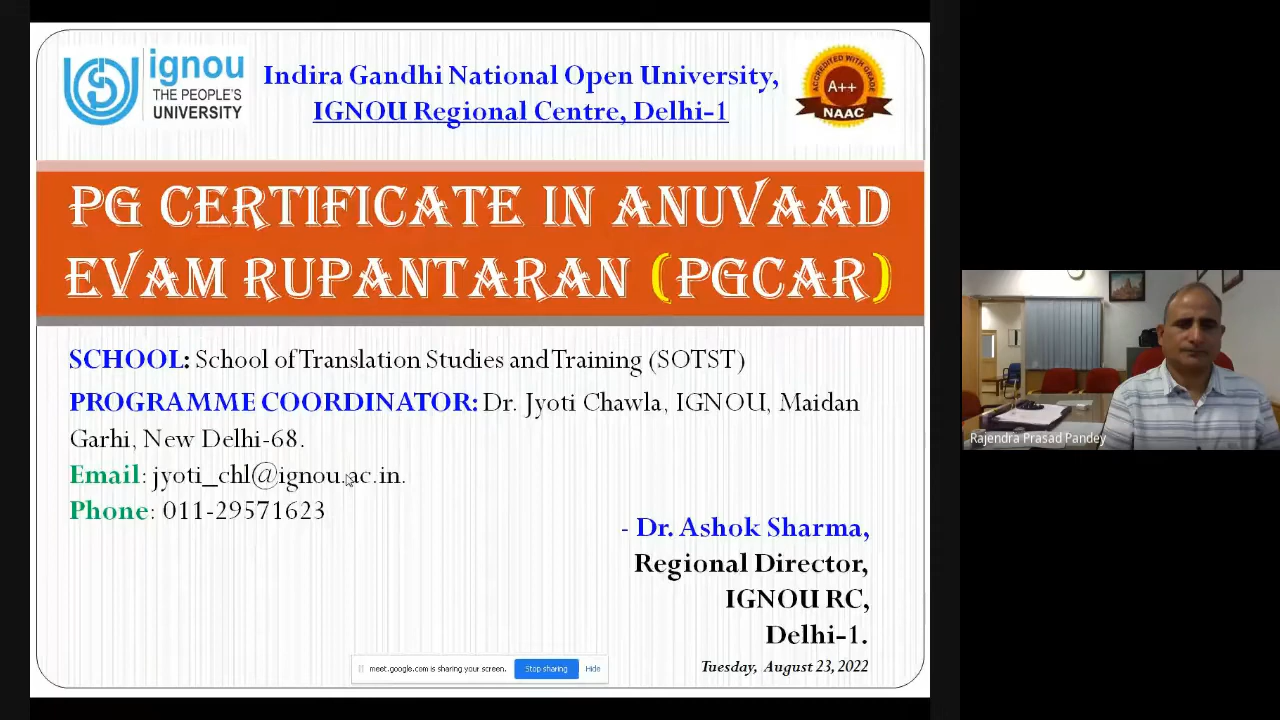 ignou
THE PEOPLE'S
UNIVERSITY
Indira Gandhi National Open University,
IGNOU Regional Centre, Delhi-1
ACCREDITED WITH GRADE
A++
NAAC
PG CERTIFICATE IN ANUVAAD
EVAM RUPANTARAN (PGCAR)
SCHOOL: School of Translation Studies and Training (SOTST)
PROGRAMME COORDINATOR: Dr. Jyoti Chawla, IGNOU, Maidan
Garhi, New Delhi-68.
Email: jyoti_chl@ignou.ac.in.
Phone: 011-29571623
- Dr. Ashok Sharma,
Regional Director,
IGNOU RC,
Delhi-1.
Tuesday, August 23, 2022
meet.google.com is sharing your screen. Stop sharing Hide
Rajendra Prasad Pandey